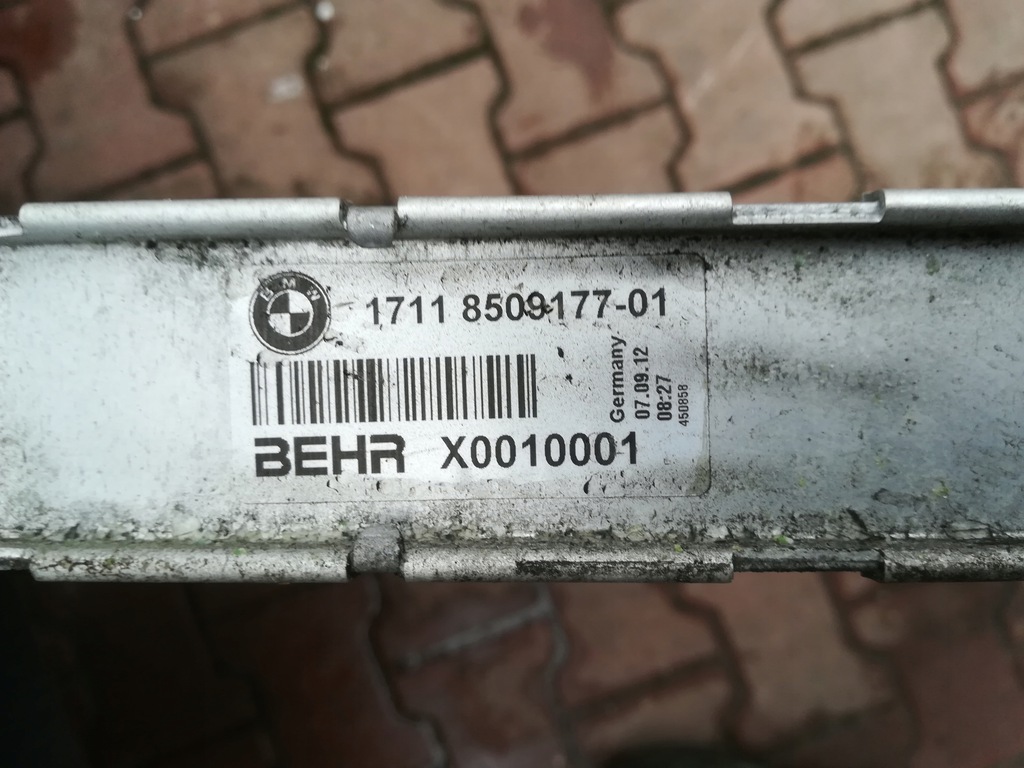 BMW
1711 8509177-01
Germany
07.09.12
08:27
450858
BEHR X0010001